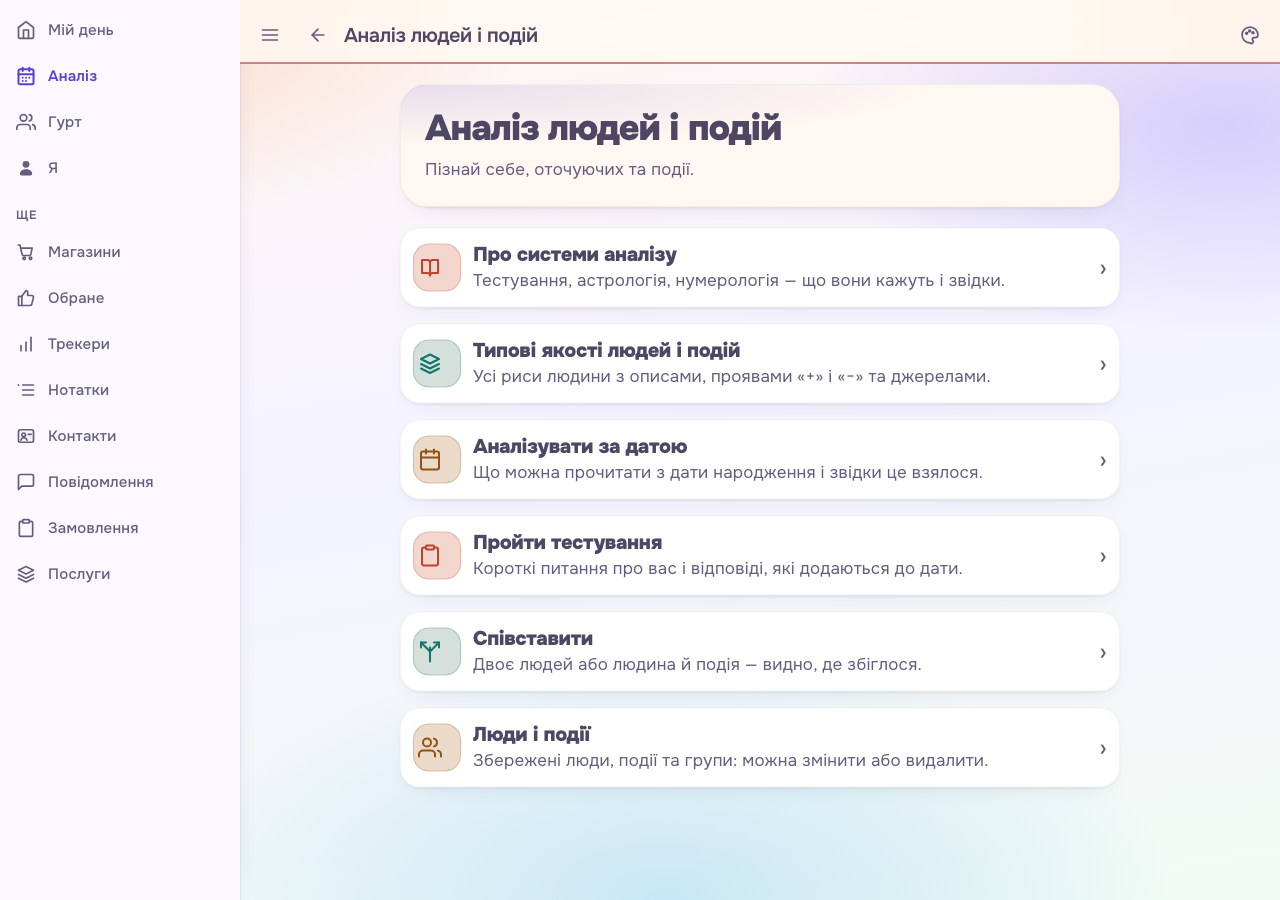 Мій день
Аналіз
Гурт
Я
ЩЕ
Магазини
Обране
Трекери
Нотатки
Контакти
Повідомлення
Замовлення
Послуги
Аналіз людей і подій
Аналіз людей і подій
Пізнай себе, оточуючих та події.
Про системи аналізу
Тестування, астрологія, нумерологія — що вони кажуть і звідки.
Типові якості людей і подій
Усі риси людини з описами, проявами «+» і «−» та джерелами.
Аналізувати за датою
Що можна прочитати з дати народження і звідки це взялося.
Пройти тестування
Короткі питання про вас і відповіді, які додаються до дати.
Співставити
Двоє людей або людина й подія — видно, де збіглося.
Люди і події
Збережені люди, події та групи: можна змінити або видалити.